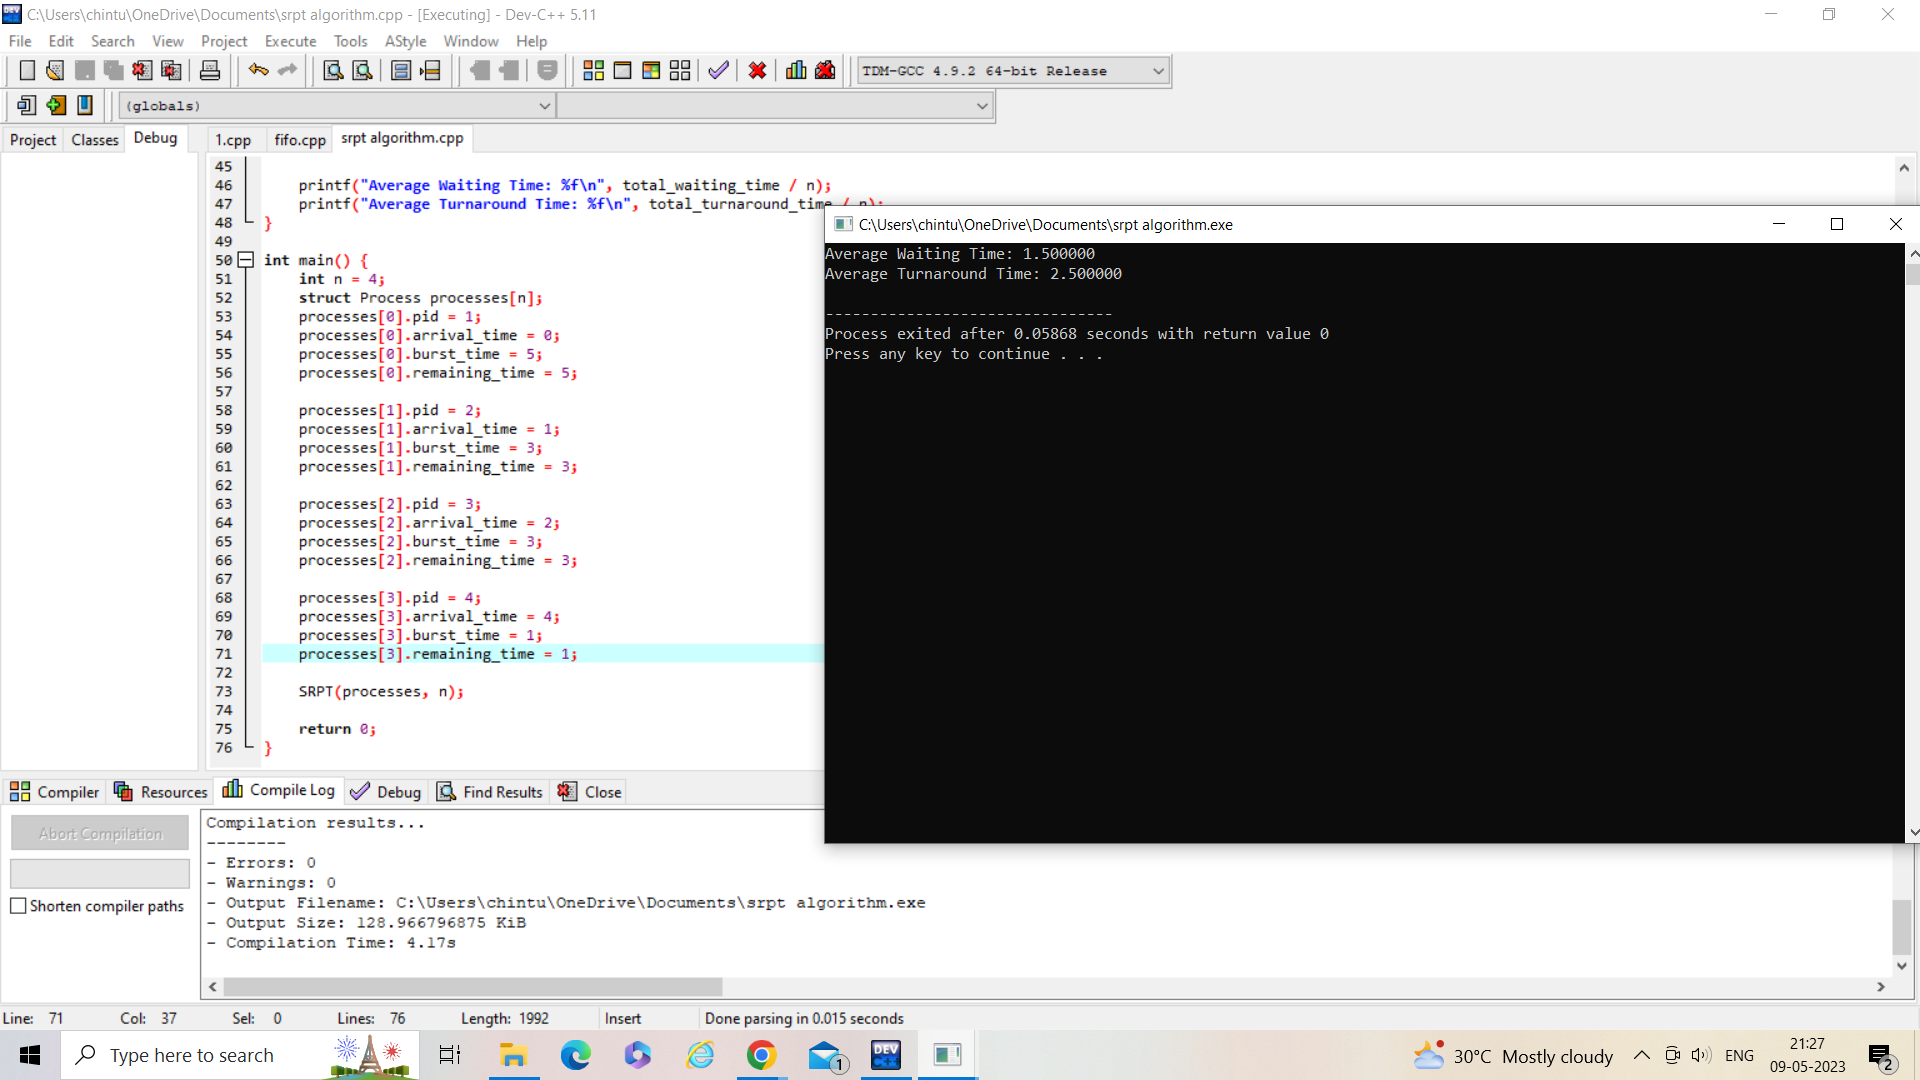 C:\Users\chintu\OneDrive\Documents\srpt algorithm.cpp - [Executing] - Dev-C++ 5.11
File Edit Search View Project Execute Tools AStyle Window Help
TDM-GCC 4.9.2 64-bit Release
(globals)
Project Classes Debug 1.cpp fifo.cpp srpt algorithm.cpp
45
46 printf("Average Waiting Time: %f\n", total_waiting_time / n);
47 printf("Average Turnaround Time: %f\n", total_turnaround_time / n);
48 }
49
50 int main() {
51 int n = 4;
52 struct Process processes[n];
53 processes[0].pid = 1;
54 processes[0].arrival_time = 0;
55 processes[0].burst_time = 5;
56 processes[0].remaining_time = 5;
57
58 processes[1].pid = 2;
59 processes[1].arrival_time = 1;
60 processes[1].burst_time = 3;
61 processes[1].remaining_time = 3;
62
63 processes[2].pid = 3;
64 processes[2].arrival_time = 2;
65 processes[2].burst_time = 3;
66 processes[2].remaining_time = 3;
67
68 processes[3].pid = 4;
69 processes[3].arrival_time = 4;
70 processes[3].burst_time = 1;
71 processes[3].remaining_time = 1;
72
73 SRPT(processes, n);
74
75 return 0;
76 }
C:\Users\chintu\OneDrive\Documents\srpt algorithm.exe
Average Waiting Time: 1.500000
Average Turnaround Time: 2.500000
--------------------------------
Process exited after 0.05868 seconds with return value 0
Press any key to continue . . .
Compiler Resources Compile Log Debug Find Results Close
Abort Compilation
Shorten compiler paths
Compilation results...
--------
- Errors: 0
- Warnings: 0
- Output Filename: C:\Users\chintu\OneDrive\Documents\srpt algorithm.exe
- Output Size: 128.966796875 KiB
- Compilation Time: 4.17s
Line: 71 Col: 37 Sel: 0 Lines: 76 Length: 1992 Insert Done parsing in 0.015 seconds
Type here to search
DEV C++
1
30°C Mostly cloudy
ENG
21:27
09-05-2023
2